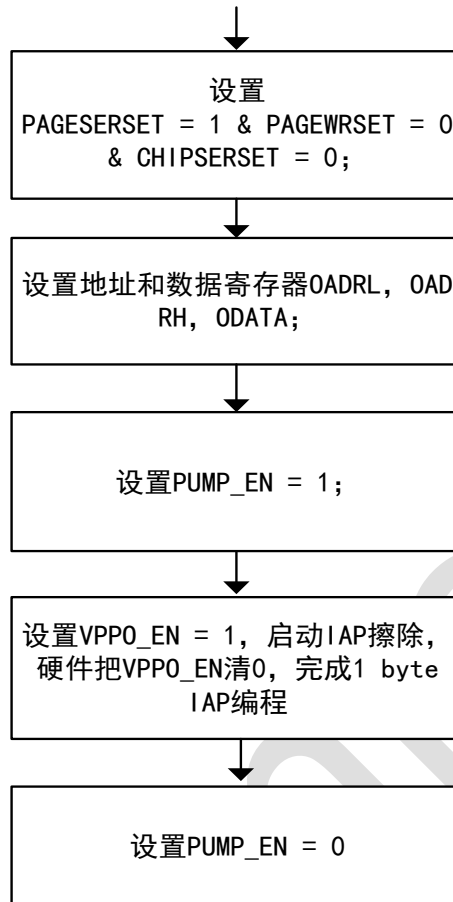 设置
PAGESERSET = 1 & PAGEWRSET = 0
& CHIPSERSET = 0;
设置地址和数据寄存器OADRL, OAD
RH, ODATA;
设置PUMP_EN = 1;
设置VPPO_EN = 1, 启动IAP擦除,
硬件把VPPO_EN清0, 完成1 byte
IAP编程
设置PUMP_EN = 0